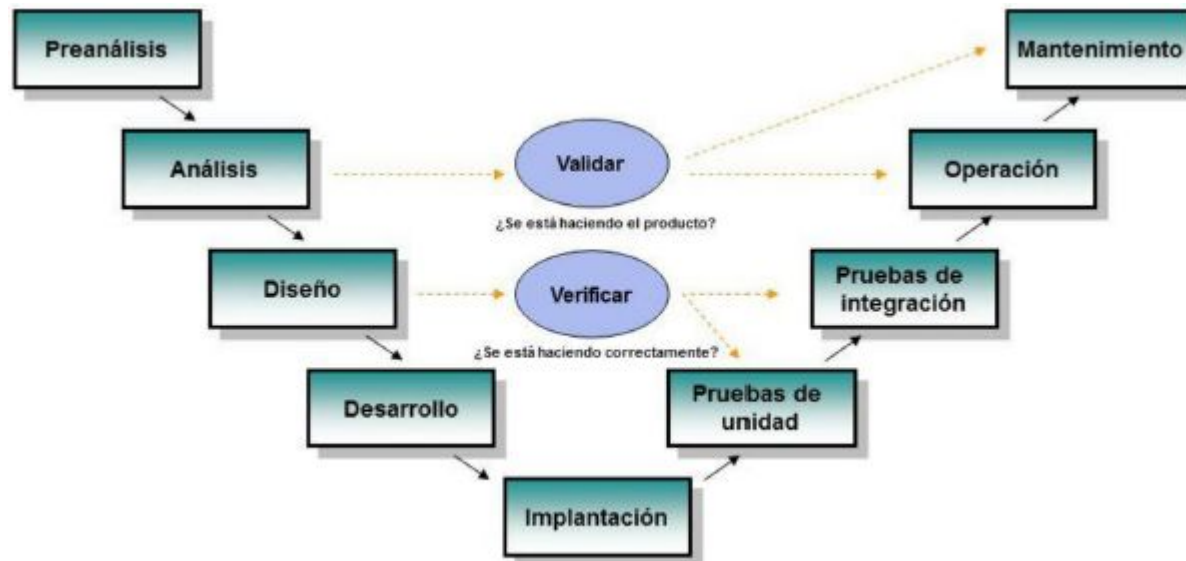 Preanálisis
Mantenimiento
Análisis
Validar
Operación
¿Se está haciendo el producto?
Diseño
Verificar
Pruebas de
integración
¿Se está haciendo correctamente?
Desarrollo
Pruebas de
unidad
Implantación